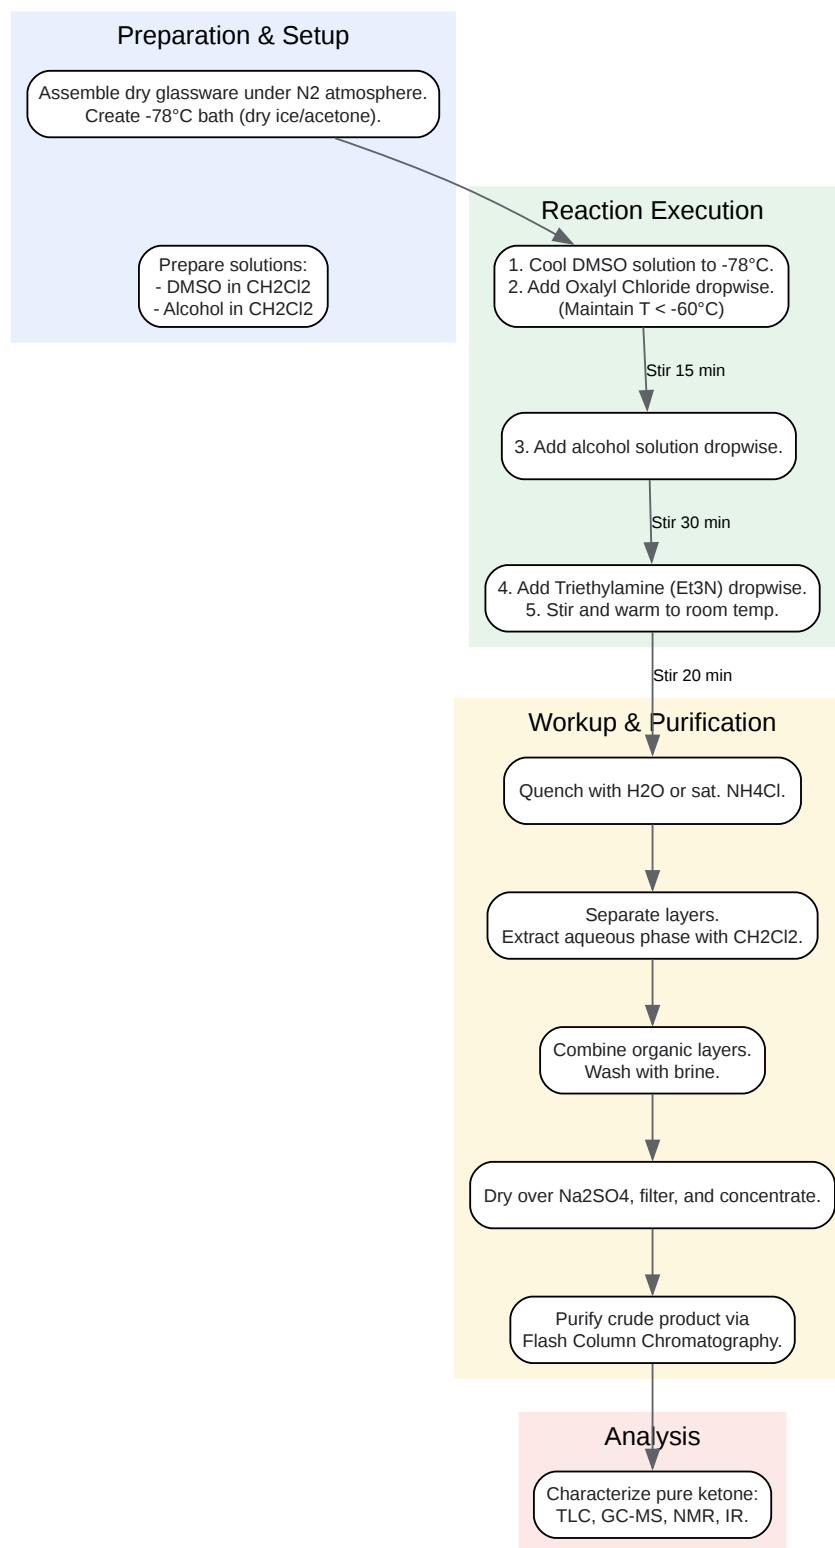 Preparation & Setup
Assemble dry glassware under N2 atmosphere.
Create -78°C bath (dry ice/acetone).
Prepare solutions:
- DMSO in CH2Cl2
- Alcohol in CH2Cl2
Reaction Execution
1. Cool DMSO solution to -78°C.
2. Add Oxalyl Chloride dropwise.
(Maintain T < -60°C)
Stir 15 min
3. Add alcohol solution dropwise.
Stir 30 min
4. Add Triethylamine (Et3N) dropwise.
5. Stir and warm to room temp.
Stir 20 min
Workup & Purification
Quench with H2O or sat. NH4Cl.
Separate layers.
Extract aqueous phase with CH2Cl2.
Combine organic layers.
Wash with brine.
Dry over Na2SO4, filter, and concentrate.
Purify crude product via
Flash Column Chromatography.
Analysis
Characterize pure ketone:
TLC, GC-MS, NMR, IR.